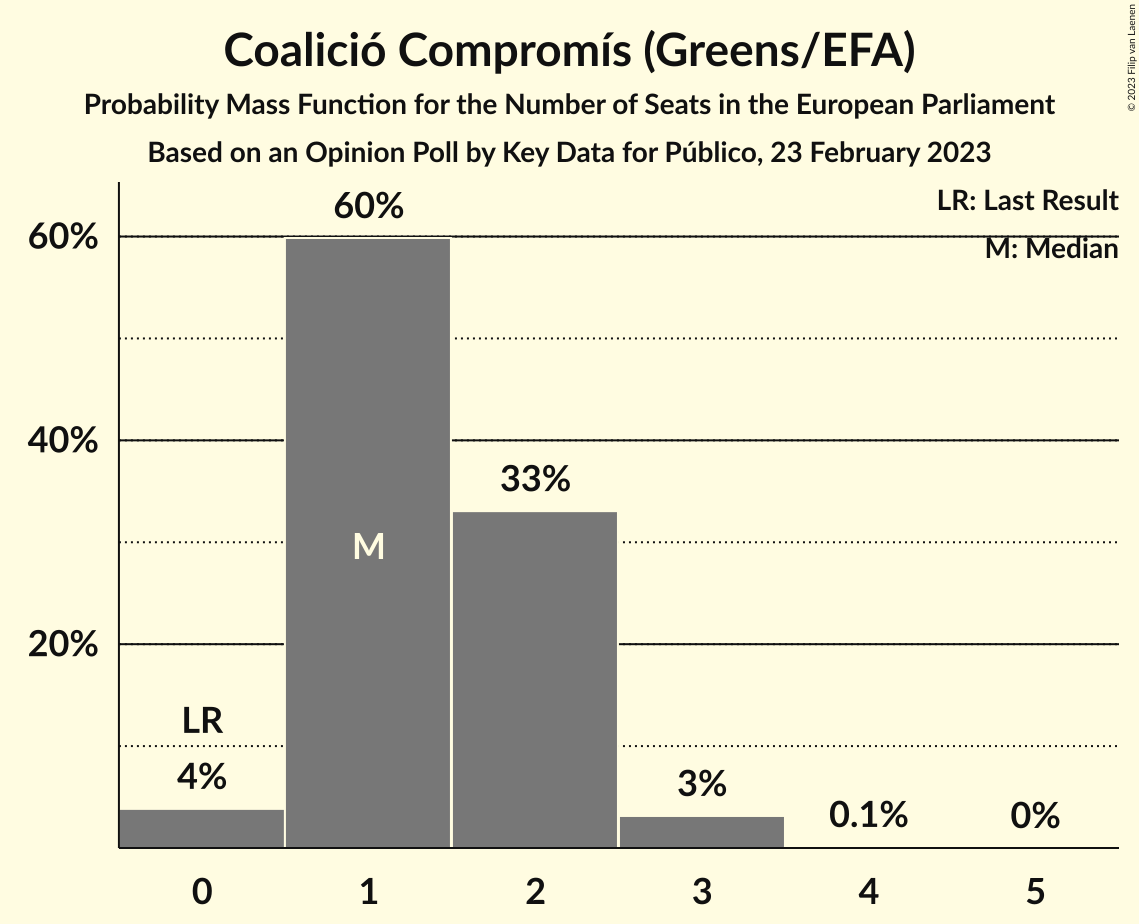 Coalició Compromís (Greens/EFA)
Probability Mass Function for the Number of Seats in the European Parliament
Based on an Opinion Poll by Key Data for Público, 23 February 2023
© 2023 Filip van Laenen
LR: Last Result
M: Median
60%
40%
20%
LR
4%
60%
M
33%
3%
0.1%
0%
0 1 2 3 4 5